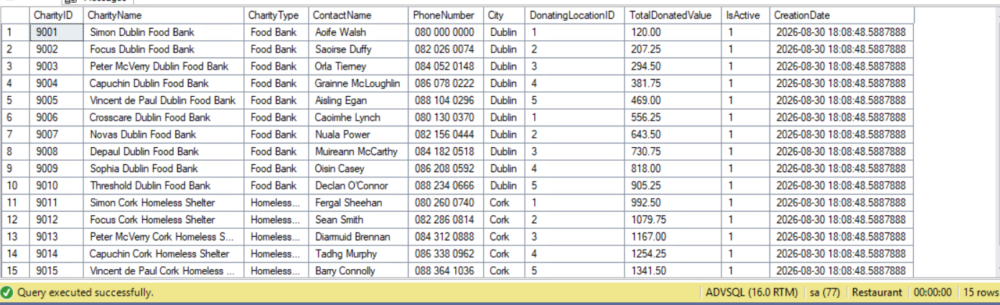 CharityID CharityName CharityType ContactName PhoneNumber City DonatingLocationID TotalDonatedValue IsActive CreationDate
1 9001 Simon Dublin Food Bank Food Bank Aoife Walsh 080 000 0000 Dublin 1 120.00 1 2026-08-30 18:08:48.5887888
2 9002 Focus Dublin Food Bank Food Bank Saoirse Duffy 082 026 0074 Dublin 2 207.25 1 2026-08-30 18:08:48.5887888
3 9003 Peter McVerry Dublin Food Bank Food Bank Orla Tierney 084 052 0148 Dublin 3 294.50 1 2026-08-30 18:08:48.5887888
4 9004 Capuchin Dublin Food Bank Food Bank Grainne McLoughlin 086 078 0222 Dublin 4 381.75 1 2026-08-30 18:08:48.5887888
5 9005 Vincent de Paul Dublin Food Bank Food Bank Aisling Egan 088 104 0296 Dublin 5 469.00 1 2026-08-30 18:08:48.5887888
6 9006 Crosscare Dublin Food Bank Food Bank Caoimhe Lynch 080 130 0370 Dublin 1 556.25 1 2026-08-30 18:08:48.5887888
7 9007 Novas Dublin Food Bank Food Bank Nuala Power 082 156 0444 Dublin 2 643.50 1 2026-08-30 18:08:48.5887888
8 9008 Depaul Dublin Food Bank Food Bank Muireann McCarthy 084 182 0518 Dublin 3 730.75 1 2026-08-30 18:08:48.5887888
9 9009 Sophia Dublin Food Bank Food Bank Oisin Casey 086 208 0592 Dublin 4 818.00 1 2026-08-30 18:08:48.5887888
10 9010 Threshold Dublin Food Bank Food Bank Declan O'Connor 088 234 0666 Dublin 5 905.25 1 2026-08-30 18:08:48.5887888
11 9011 Simon Cork Homeless Shelter Homeless... Fergal Sheehan 080 260 0740 Cork 1 992.50 1 2026-08-30 18:08:48.5887888
12 9012 Focus Cork Homeless Shelter Homeless... Sean Smith 082 286 0814 Cork 2 1079.75 1 2026-08-30 18:08:48.5887888
13 9013 Peter McVerry Cork Homeless S... Homeless... Diarmuid Brennan 084 312 0888 Cork 3 1167.00 1 2026-08-30 18:08:48.5887888
14 9014 Capuchin Cork Homeless Shelter Homeless... Tadhg Murphy 086 338 0962 Cork 4 1254.25 1 2026-08-30 18:08:48.5887888
15 9015 Vincent de Paul Cork Homeless ... Homeless... Barry Connolly 088 364 1036 Cork 5 1341.50 1 2026-08-30 18:08:48.5887888
Query executed successfully. ADVSQL (16.0 RTM) sa (77) Restaurant 00:00:00 15 rows